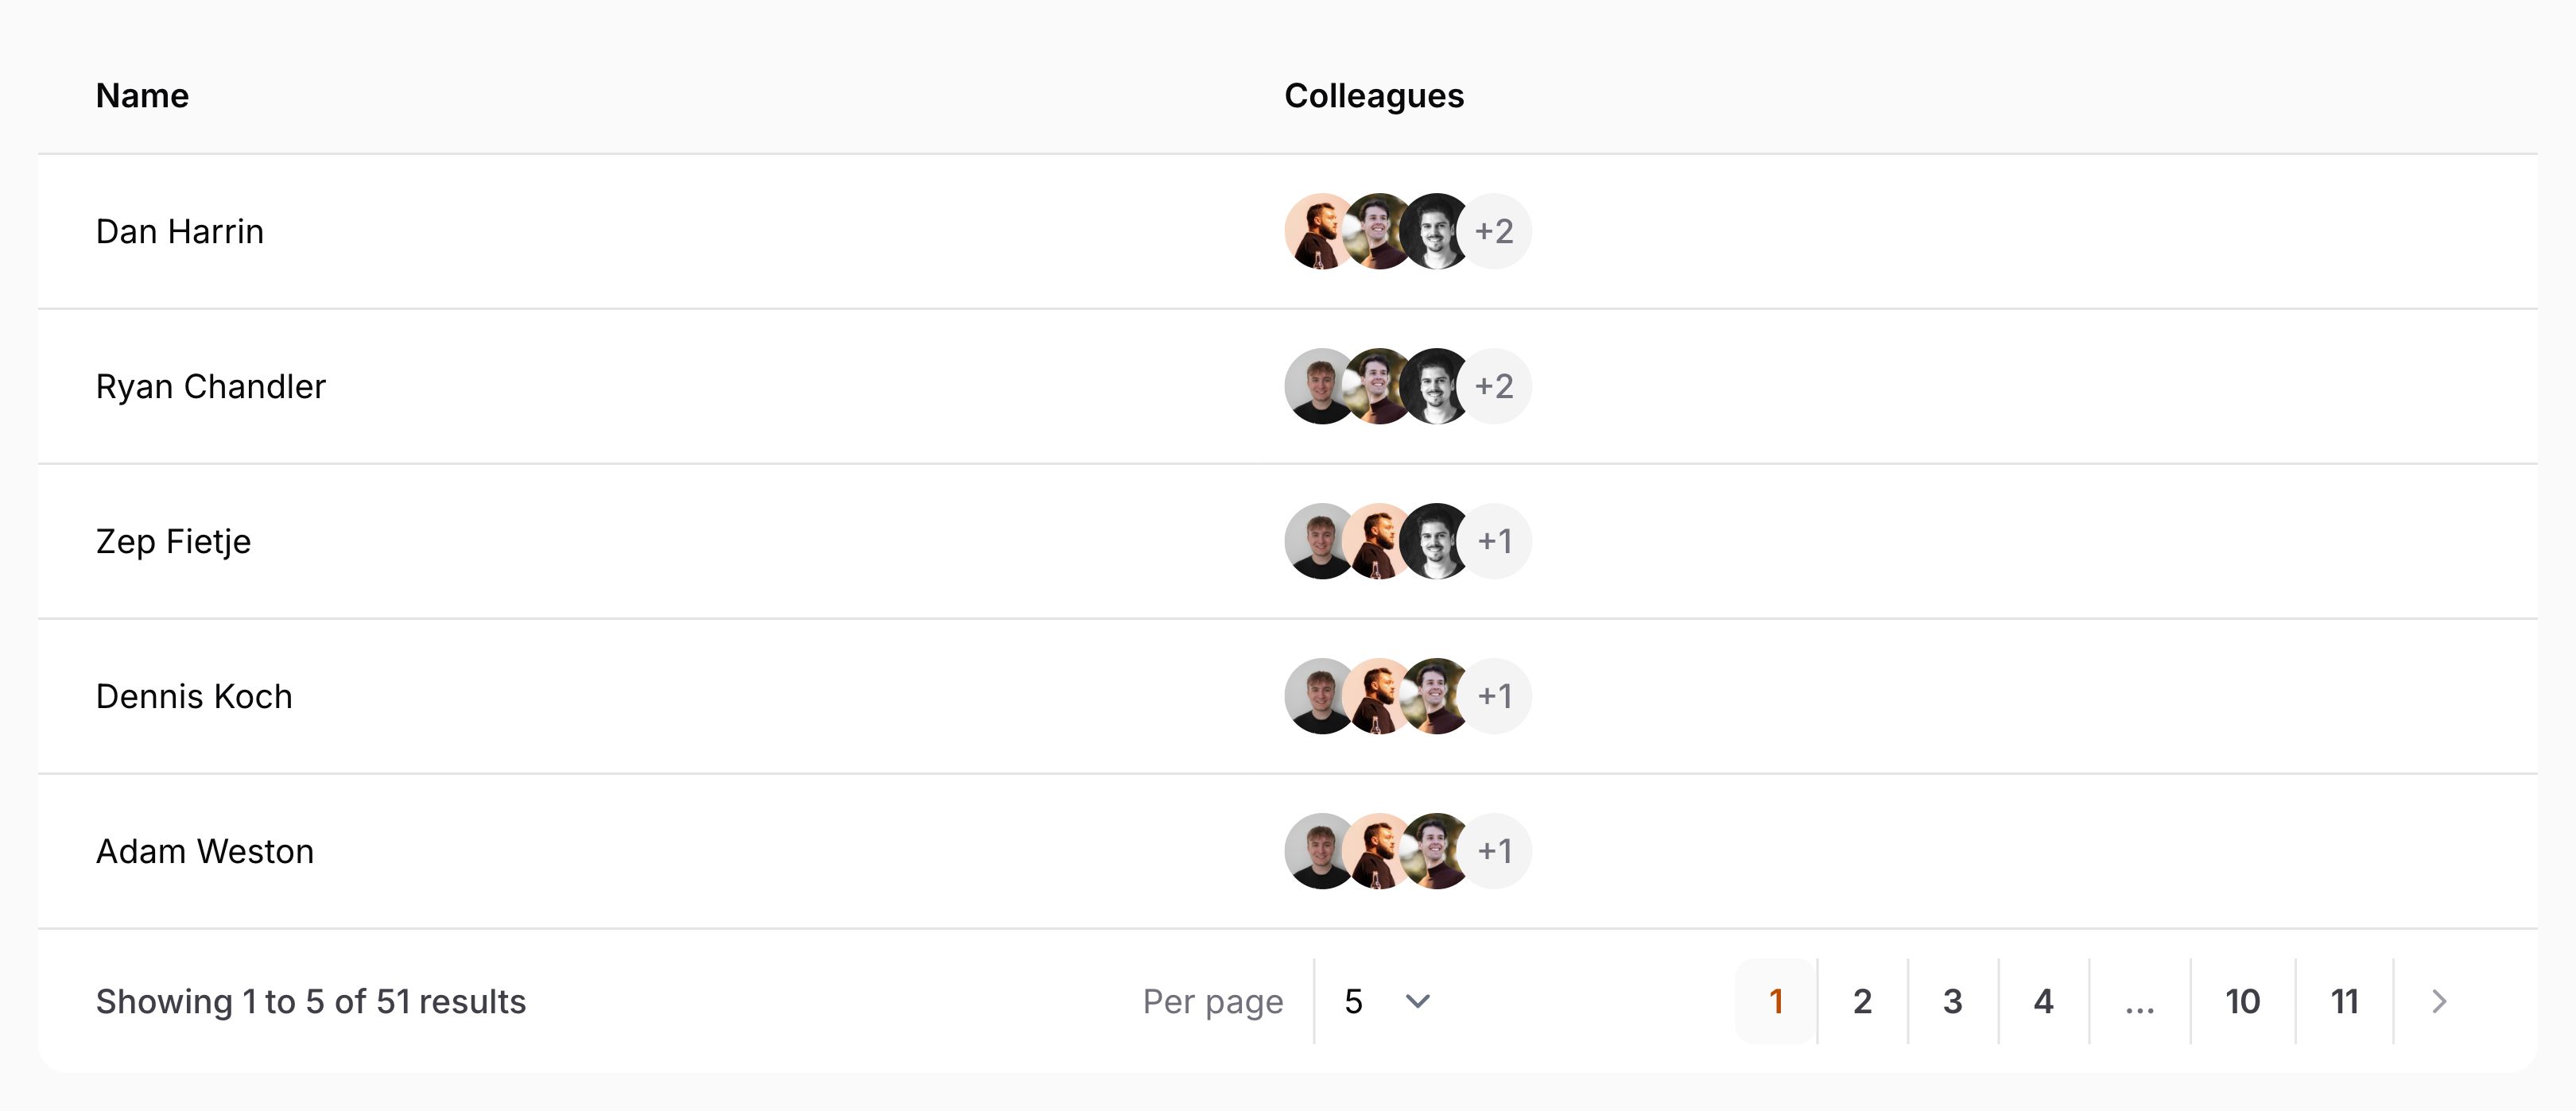 Name Colleagues
Dan Harrin +2
Ryan Chandler +2
Zep Fietje +1
Dennis Koch +1
Adam Weston +1
Showing 1 to 5 of 51 results Per page 5 1 2 3 4 ... 10 11